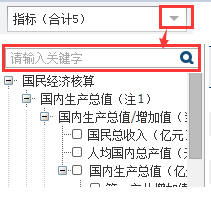 指标（合计5）
请输入关键字
国民经济核算
国内生产总值（注1）
国内生产总值/增加值（
国民总收入（亿元
人均国内总产值（
国内生产总值（亿